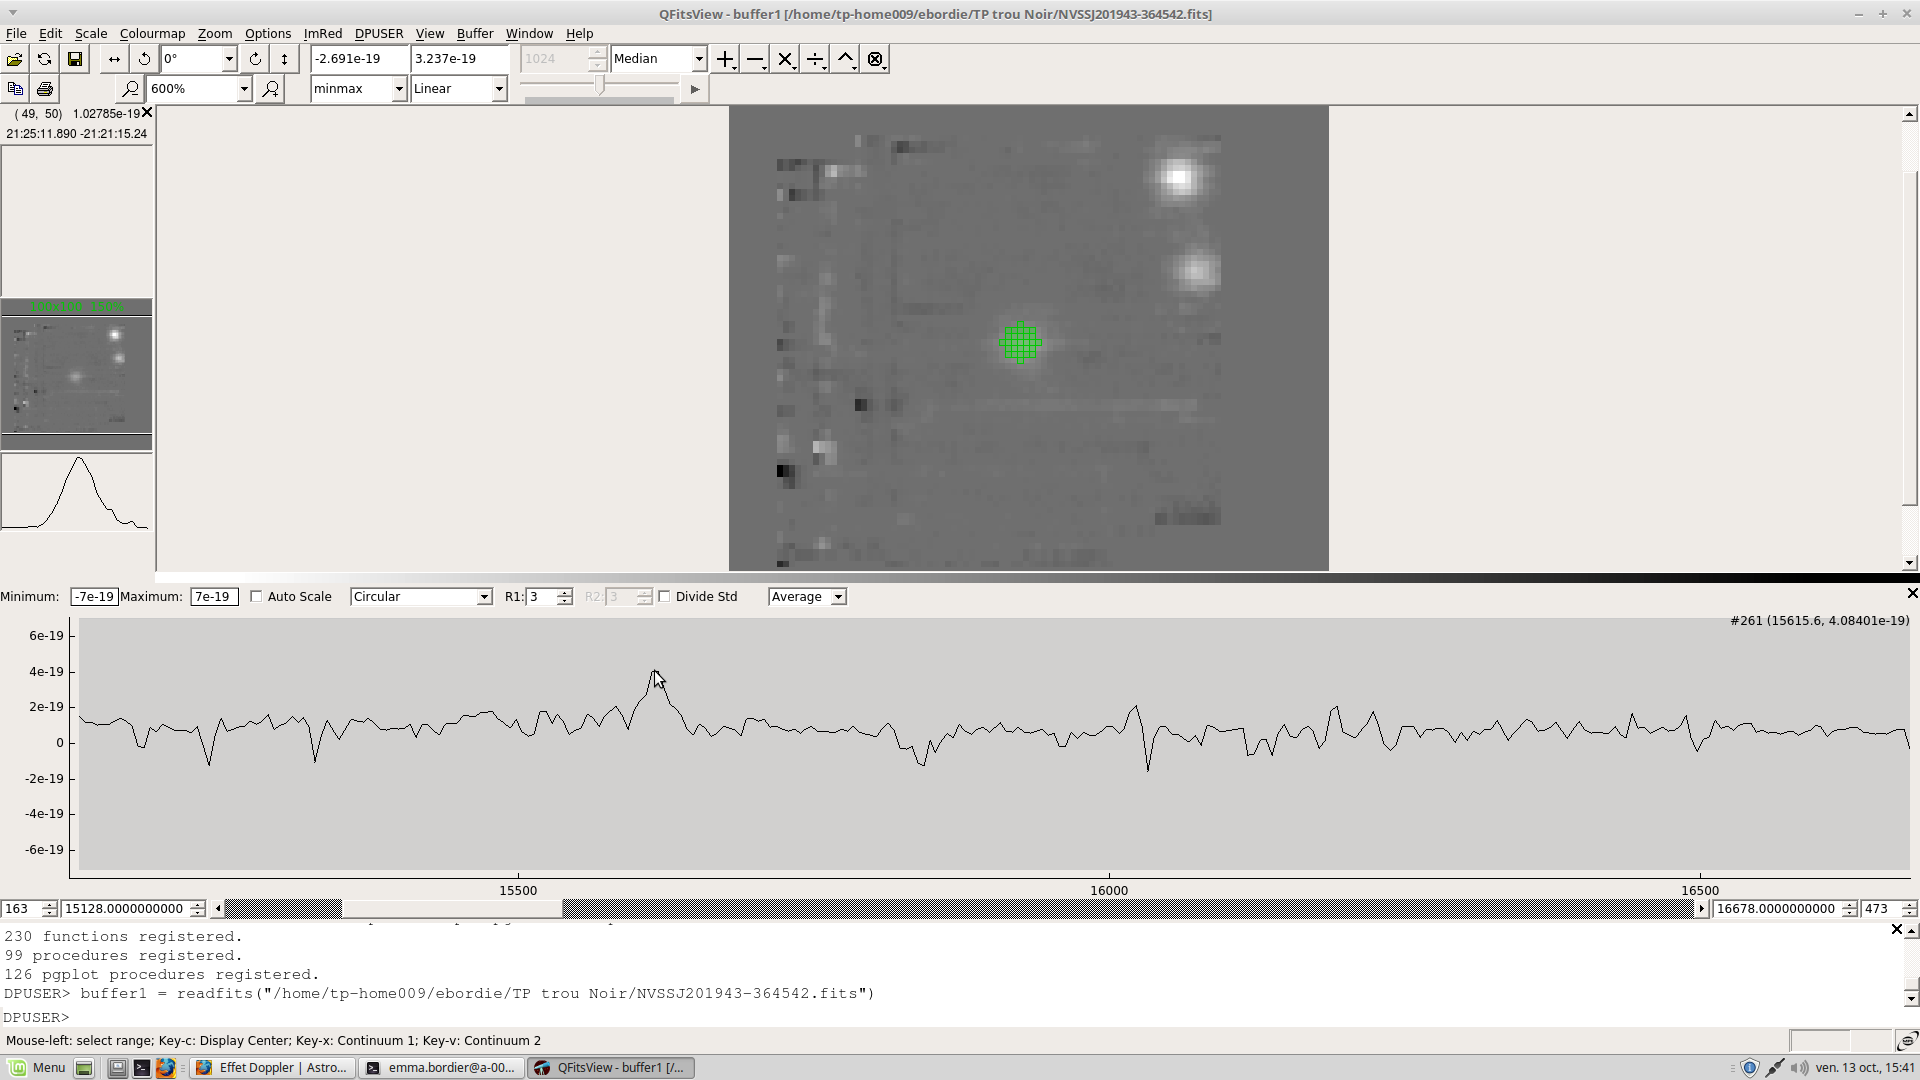 QFitsView - buffer1 [/home/tp-home009/ebordie/TP trou Noir/NVSSJ201943-364542.fits]
File Edit Scale Colourmap Zoom Options ImRed DPUSER View Buffer Window Help
0° -2.691e-19 3.237e-19 1024 Median
600% minmax Linear
( 49, 50) 1.02785e-19
21:25:11.890 -21:21:15.24
100x100 150%
Minimum: -7e-19 Maximum: 7e-19 Auto Scale Circular R1: 3 R2: 3 Divide Std Average
#261 (15615.6, 4.08401e-19)
6e-19
4e-19
2e-19
0
-2e-19
-4e-19
-6e-19
15500 16000 16500
163 15128.0000000000 16678.0000000000 473
230 functions registered.
99 procedures registered.
126 pgplot procedures registered.
DPUSER> buffer1 = readfits("/home/tp-home009/ebordie/TP trou Noir/NVSSJ201943-364542.fits")
DPUSER>
Mouse-left: select range; Key-c: Display Center; Key-x: Continuum 1; Key-v: Continuum 2
Menu Effet Doppler | Astro... emma.bordier@a-00... QFitsView - buffer1 [/... ven. 13 oct., 15:41